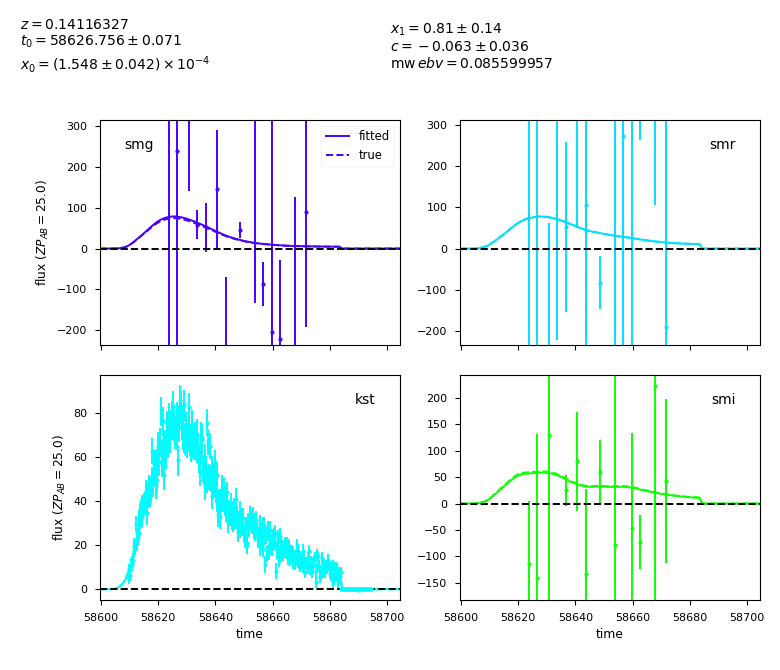 z = 0.14116327
t₀ = 58626.756 ± 0.071
x₀ = (1.548 ± 0.042) × 10⁻⁴
x₁ = 0.81 ± 0.14
c = −0.063 ± 0.036
mw ebv = 0.085599957
300
200
100
0
−100
−200
flux (ZP_AB = 25.0)
smg
fitted
true
300
200
100
0
−100
−200
smr
80
60
40
20
0
flux (ZP_AB = 25.0)
kst
58600 58620 58640 58660 58680 58700
time
200
150
100
50
0
−50
−100
−150
smi
58600 58620 58640 58660 58680 58700
time